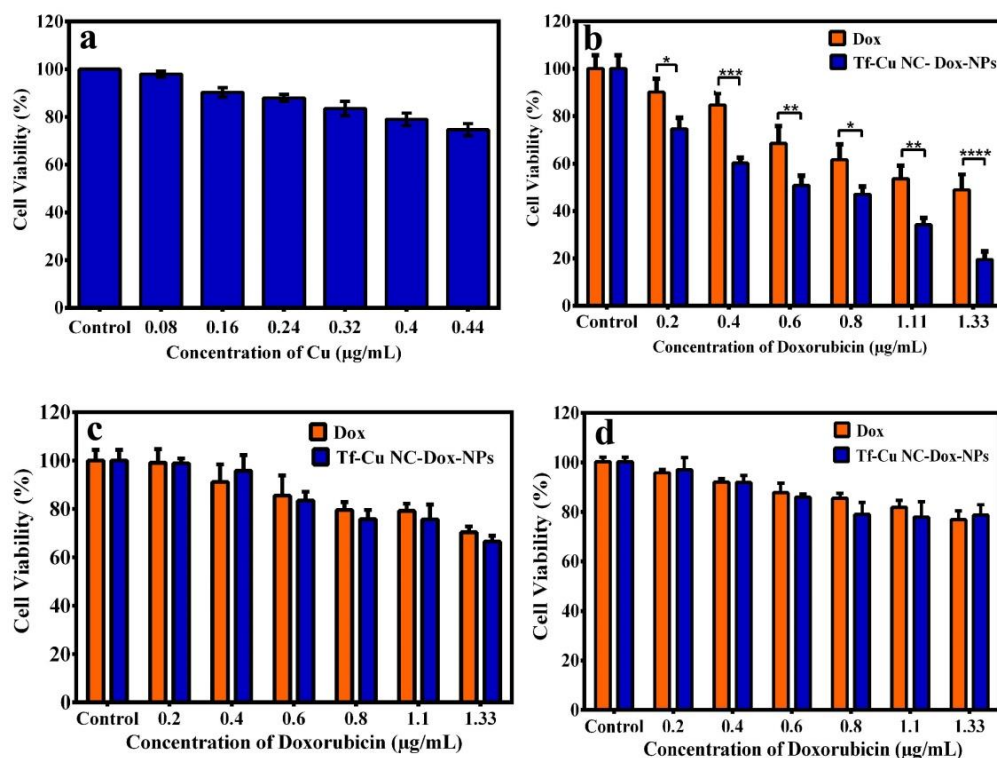 a
120
100
80
60
40
20
0
Cell Viability (%)
Control 0.08 0.16 0.24 0.32 0.4 0.44
Concentration of Cu (µg/mL)
b
Dox
Tf-Cu NC- Dox-NPs
120
100
80
60
40
20
0
Cell Viability (%)
* *** ** * ** ****
Control 0.2 0.4 0.6 0.8 1.11 1.33
Concentration of Doxorubicin (µg/mL)
c
Dox
Tf-Cu NC-Dox-NPs
120
100
80
60
40
20
0
Cell Viability (%)
Control 0.2 0.4 0.6 0.8 1.1 1.33
Concentration of Doxorubicin (µg/mL)
d
Dox
Tf-Cu NC-Dox-NPs
120
100
80
60
40
20
0
Cell Viability (%)
Control 0.2 0.4 0.6 0.8 1.1 1.33
Concentration of Doxorubicin (µg/mL)